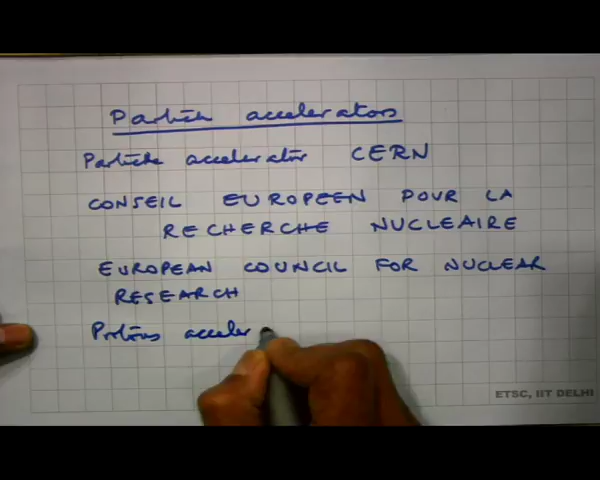 Particle accelerators
Particle accelerator CERN
CONSEIL EUROPEEN POUR LA
RECHERCHE NUCLEAIRE
EUROPEAN COUNCIL FOR NUCLEAR
RESEARCH
Protons acceler
ETSC, IIT DELHI